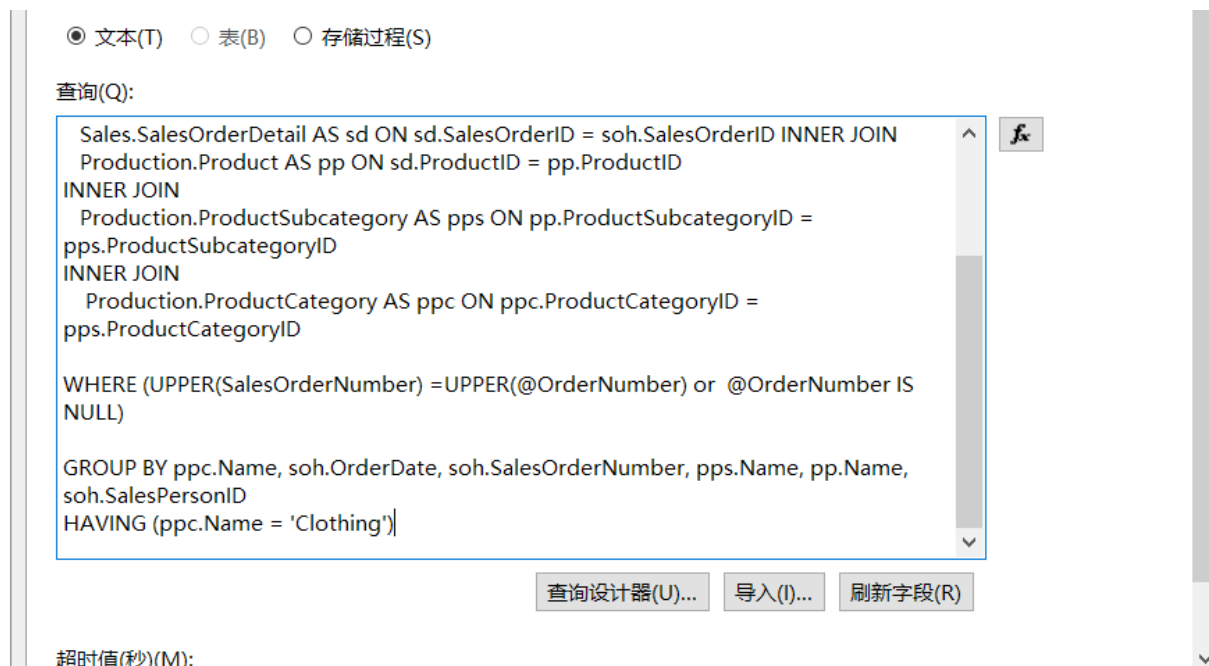 文本(T) 表(B) 存储过程(S)
查询(Q):
Sales.SalesOrderDetail AS sd ON sd.SalesOrderID = soh.SalesOrderID INNER JOIN
Production.Product AS pp ON sd.ProductID = pp.ProductID
INNER JOIN
Production.ProductSubcategory AS pps ON pp.ProductSubcategoryID =
pps.ProductSubcategoryID
INNER JOIN
Production.ProductCategory AS ppc ON ppc.ProductCategoryID =
pps.ProductCategoryID
WHERE (UPPER(SalesOrderNumber) =UPPER(@OrderNumber) or  @OrderNumber IS
NULL)
GROUP BY ppc.Name, soh.OrderDate, soh.SalesOrderNumber, pps.Name, pp.Name,
soh.SalesPersonID
HAVING (ppc.Name = 'Clothing')
fx
查询设计器(U)... 导入(I)... 刷新字段(R)
超时值(秒)(M):